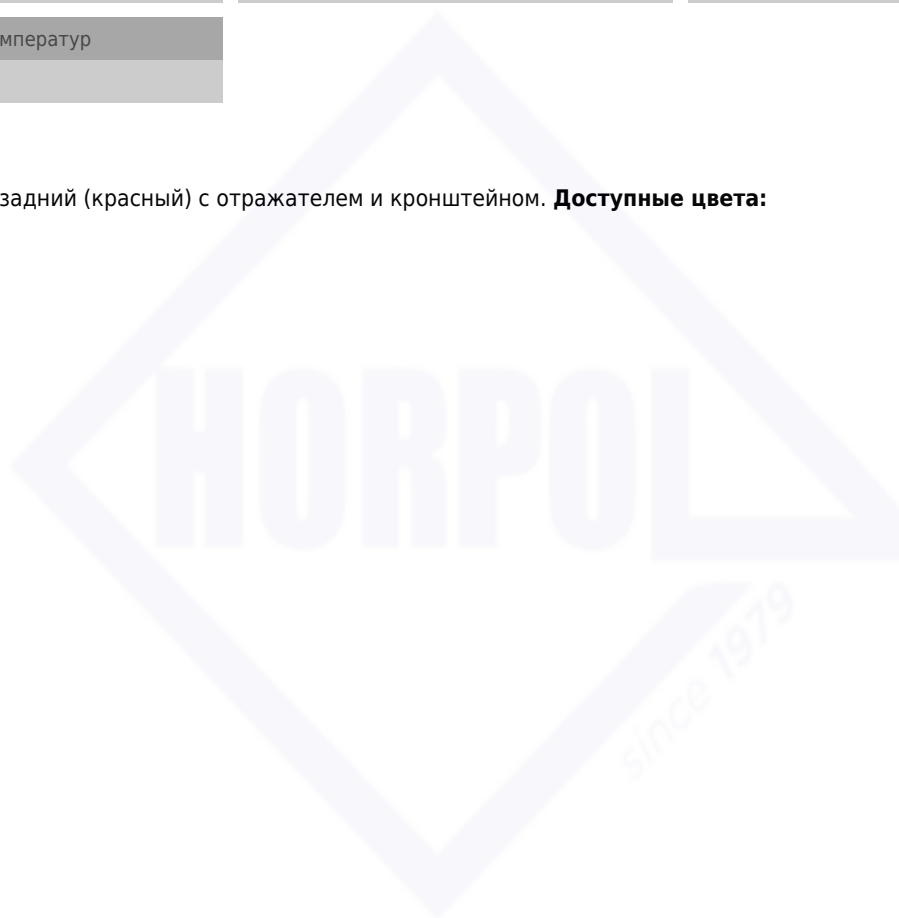 мператур
задний (красный) с отражателем и кронштейном. Доступные цвета:
HORPOL
since 1979